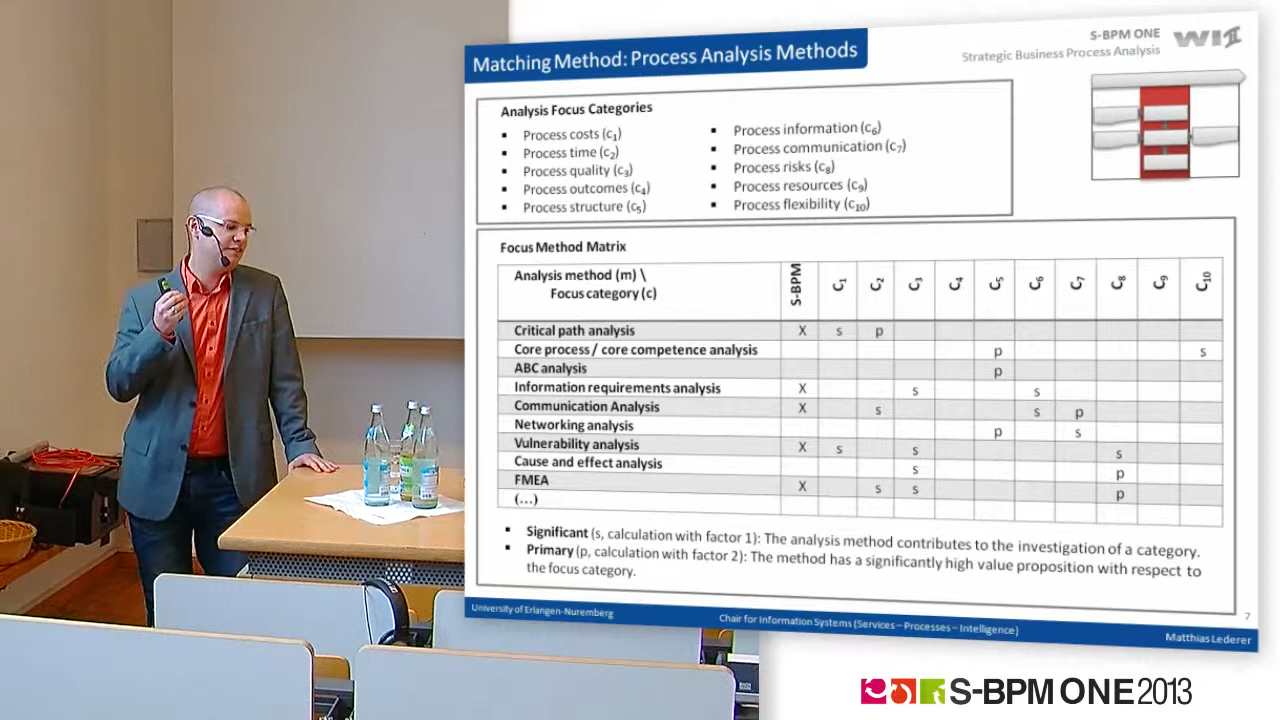 Matching Method: Process Analysis Methods
S-BPM ONE
Strategic Business Process Analysis
WI
Analysis Focus Categories
▪ Process costs (c1)
▪ Process time (c2)
▪ Process quality (c3)
▪ Process outcomes (c4)
▪ Process structure (c5)
▪ Process information (c6)
▪ Process communication (c7)
▪ Process risks (c8)
▪ Process resources (c9)
▪ Process flexibility (c10)
Focus Method Matrix
Analysis method (m) \ 
Focus category (c)
S-BPM C1 C2 C3 C4 C5 C6 C7 C8 C9 C10
Critical path analysis X s p
Core process / core competence analysis p s
ABC analysis p
Information requirements analysis X s s
Communication Analysis X s s p
Networking analysis p s
Vulnerability analysis X s s s
Cause and effect analysis s p
FMEA X s s p
(...)
▪ Significant (s, calculation with factor 1): The analysis method contributes to the investigation of a category.
▪ Primary (p, calculation with factor 2): The method has a significantly high value proposition with respect to
the focus category.
7
University of Erlangen-Nuremberg
Chair for Information Systems (Services – Processes – Intelligence)
Matthias Lederer
S-BPM ONE 2013